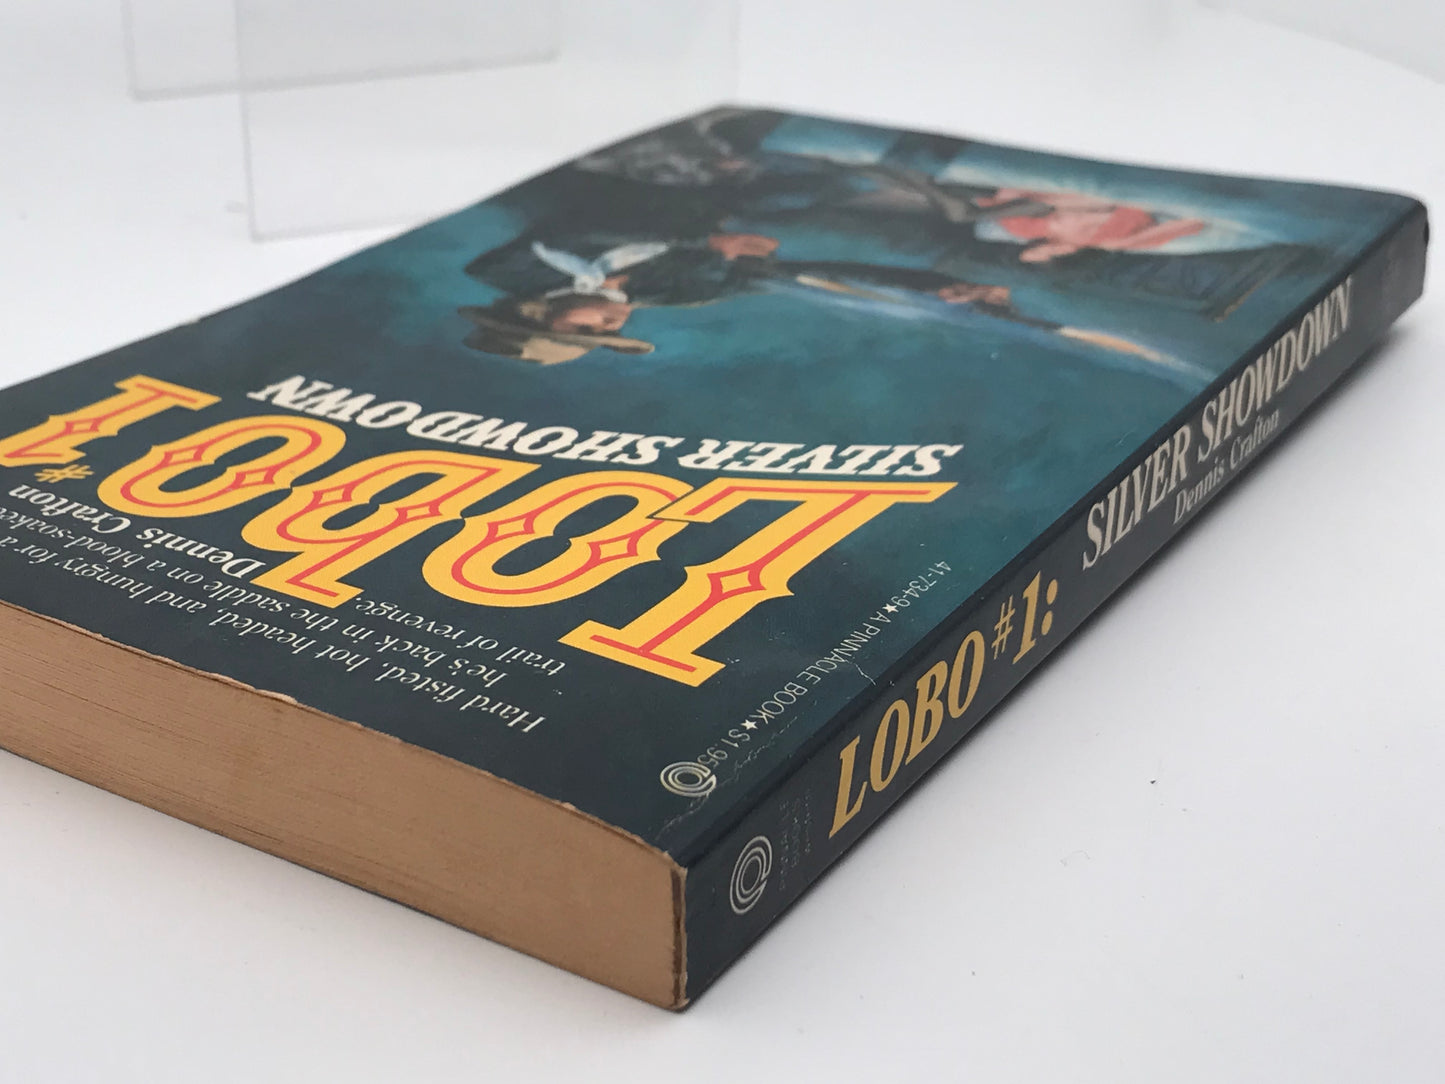 Hard fisted, hot headed, and hungry for a
he's back in the saddle on a blood-soaked
trail of revenge.
Dennis Crafton
LOBO #1
SILVER SHOWDOWN
41-734-9★A PINNACLE BOOK★$1.95
LOBO #1: SILVER SHOWDOWN
Dennis Crafton